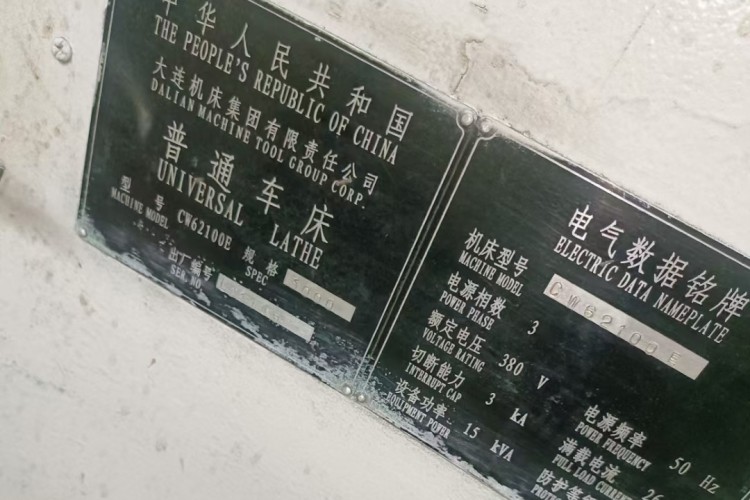 中华人民共和国
THE PEOPLE'S REPUBLIC OF CHINA
大连机床集团有限责任公司
DALIAN MACHINE TOOL GROUP CORP.
普通车床
UNIVERSAL LATHE
型号 CW62100E 规格
MACHINE MODEL SPEC
出厂编号
SER. NO
电气数据铭牌
ELECTRIC DATA NAMEPLATE
机床型号 CW62100E
MACHINE MODEL
电源相数 3
POWER PHASE
额定电压 380 V
VOLTAGE RATING
切断能力 3 kA
INTERRUPT CAP.
设备功率 15 kVA
EQUIPMENT POWER
电源频率 50 Hz
POWER FREQUENCY
满载电流
FULL LOAD
防护等